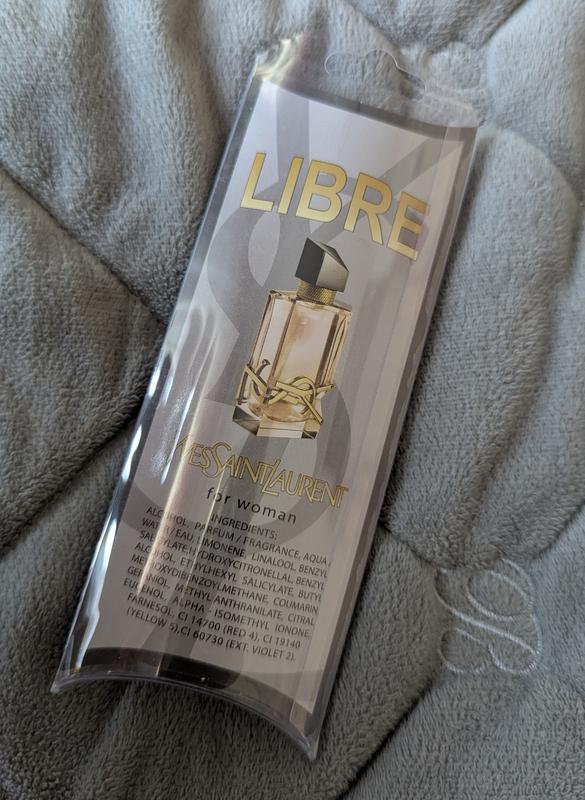 LIBRE
YVESSAINTLAURENT
for woman
INGREDIENTS:
ALCOHOL, PARFUM / FRAGRANCE, AQUA /
WATER / EAU, LIMONENE, LINALOOL, BENZYL
SALICYLATE, HYDROXYCITRONELLAL, BENZYL
ALCOHOL, ETHYLHEXYL SALICYLATE, BUTYL
METHOXYDIBENZOYLMETHANE, COUMARIN
GERANIOL, METHYL ANTHRANILATE, CITRAL
EUGENOL, ALPHA - ISOMETHYL IONONE,
FARNESOL, CI 14700 (RED 4), CI 19140
(YELLOW 5), CI 60730 (EXT. VIOLET 2).